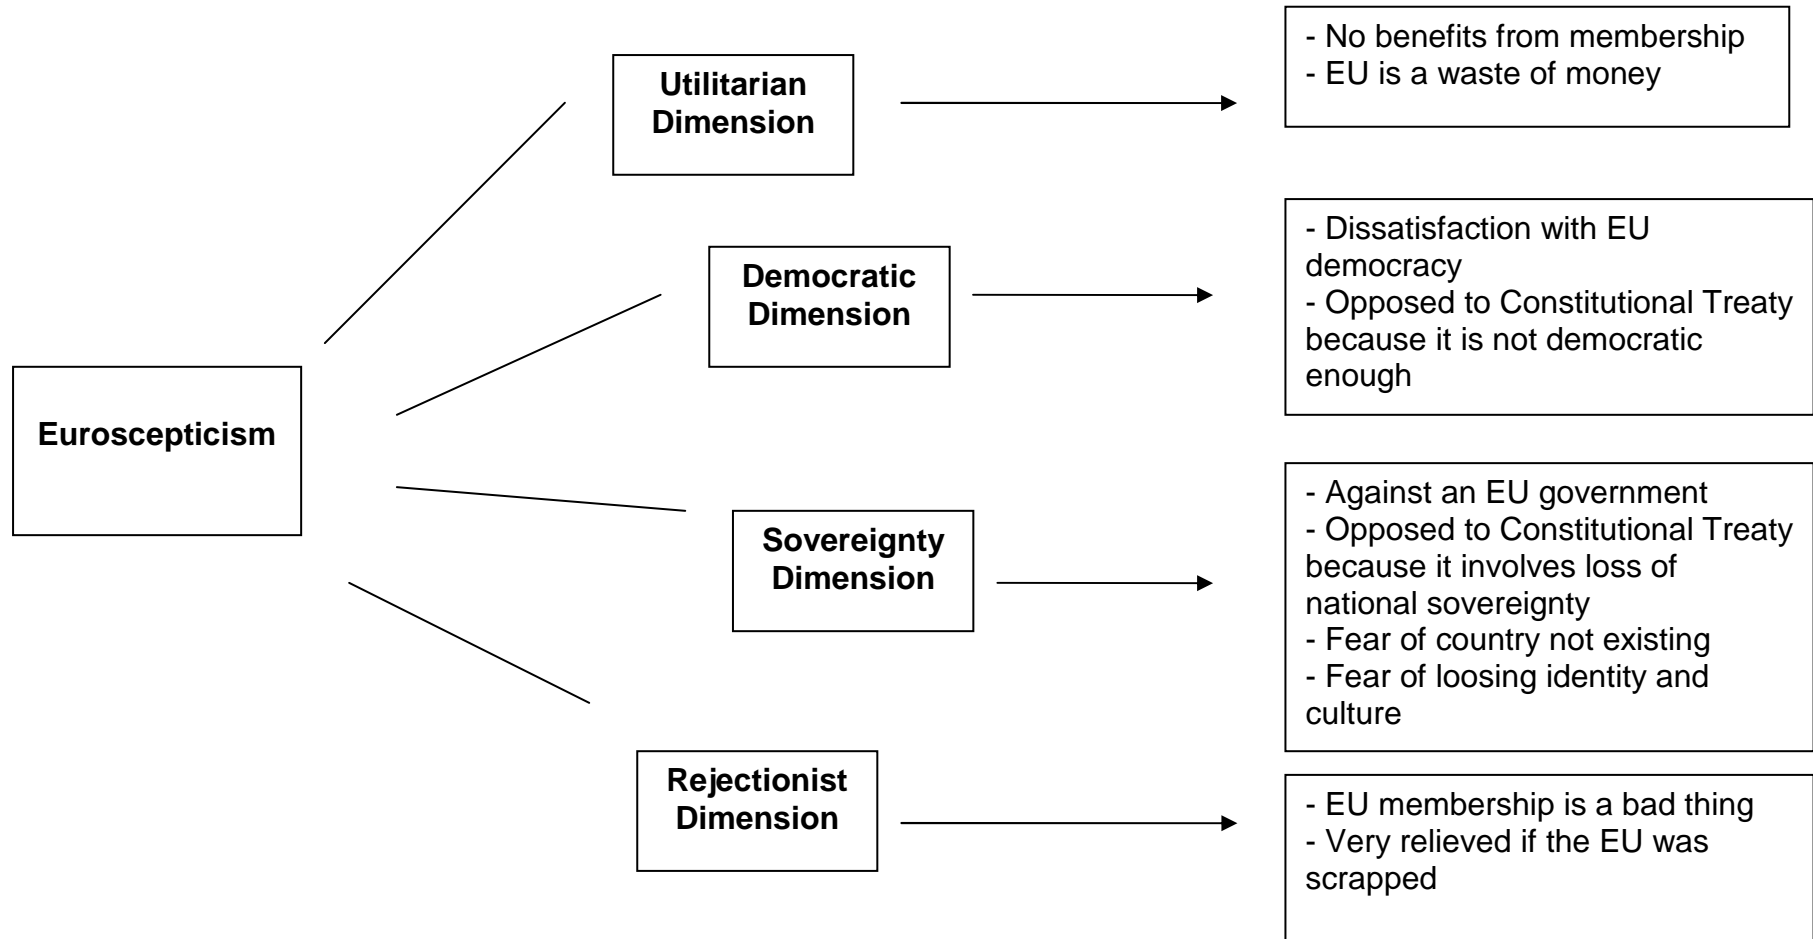 Euroscepticism
Utilitarian
Dimension
- No benefits from membership
- EU is a waste of money
Democratic
Dimension
- Dissatisfaction with EU
democracy
- Opposed to Constitutional Treaty
because it is not democratic
enough
Sovereignty
Dimension
- Against an EU government
- Opposed to Constitutional Treaty
because it involves loss of
national sovereignty
- Fear of country not existing
- Fear of loosing identity and
culture
Rejectionist
Dimension
- EU membership is a bad thing
- Very relieved if the EU was
scrapped